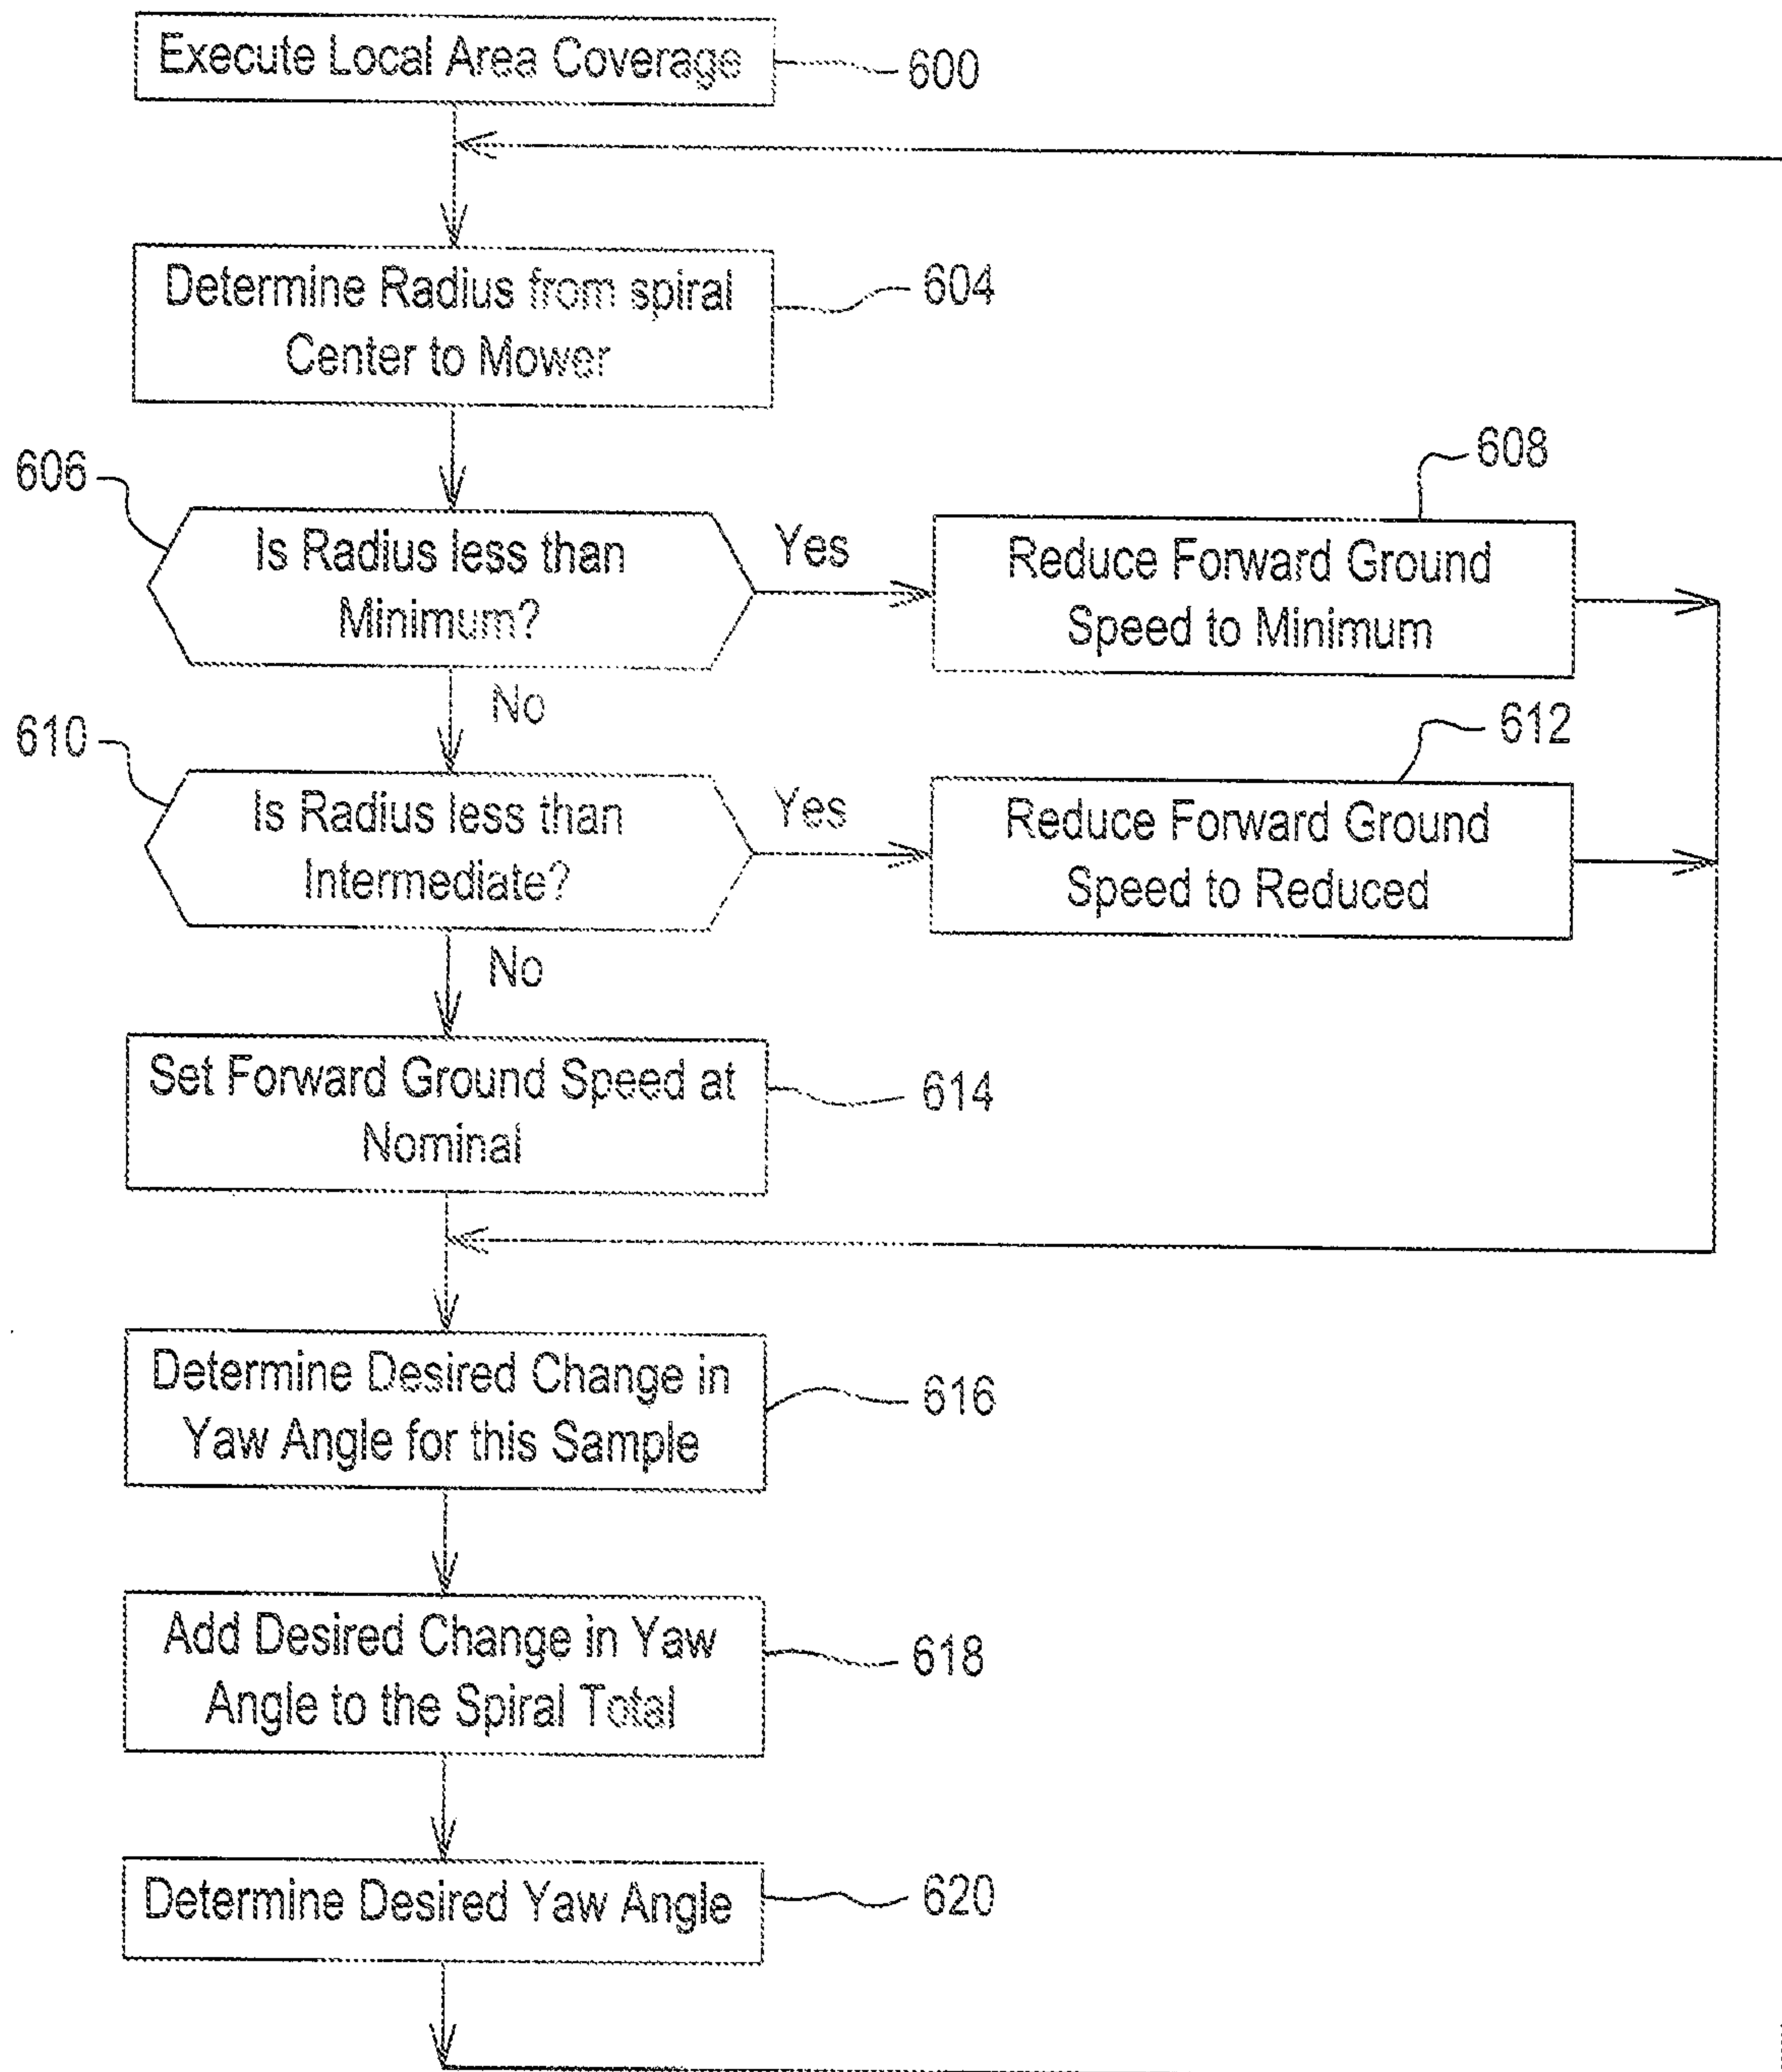 Execute Local Area Coverage
600
Determine Radius from spiral
Center to Mower
604
606
Is Radius less than
Minimum?
Yes
608
Reduce Forward Ground
Speed to Minimum
No
610
Is Radius less than
Intermediate?
Yes
612
Reduce Forward Ground
Speed to Reduced
No
Set Forward Ground Speed at
Nominal
614
Determine Desired Change in
Yaw Angle for this Sample
616
Add Desired Change in Yaw
Angle to the Spiral Total
618
Determine Desired Yaw Angle
620